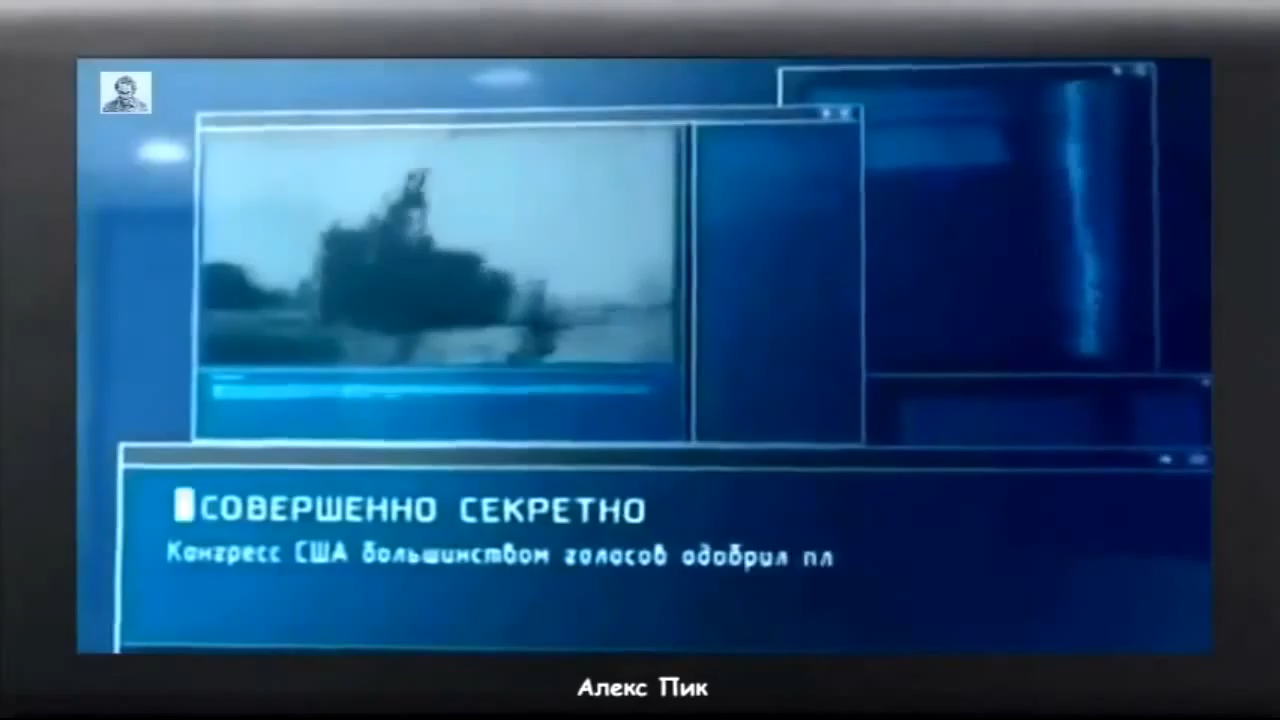 СОВЕРШЕННО СЕКРЕТНО
Конгресс США большинством голосов одобрил пл
Алекс Пик